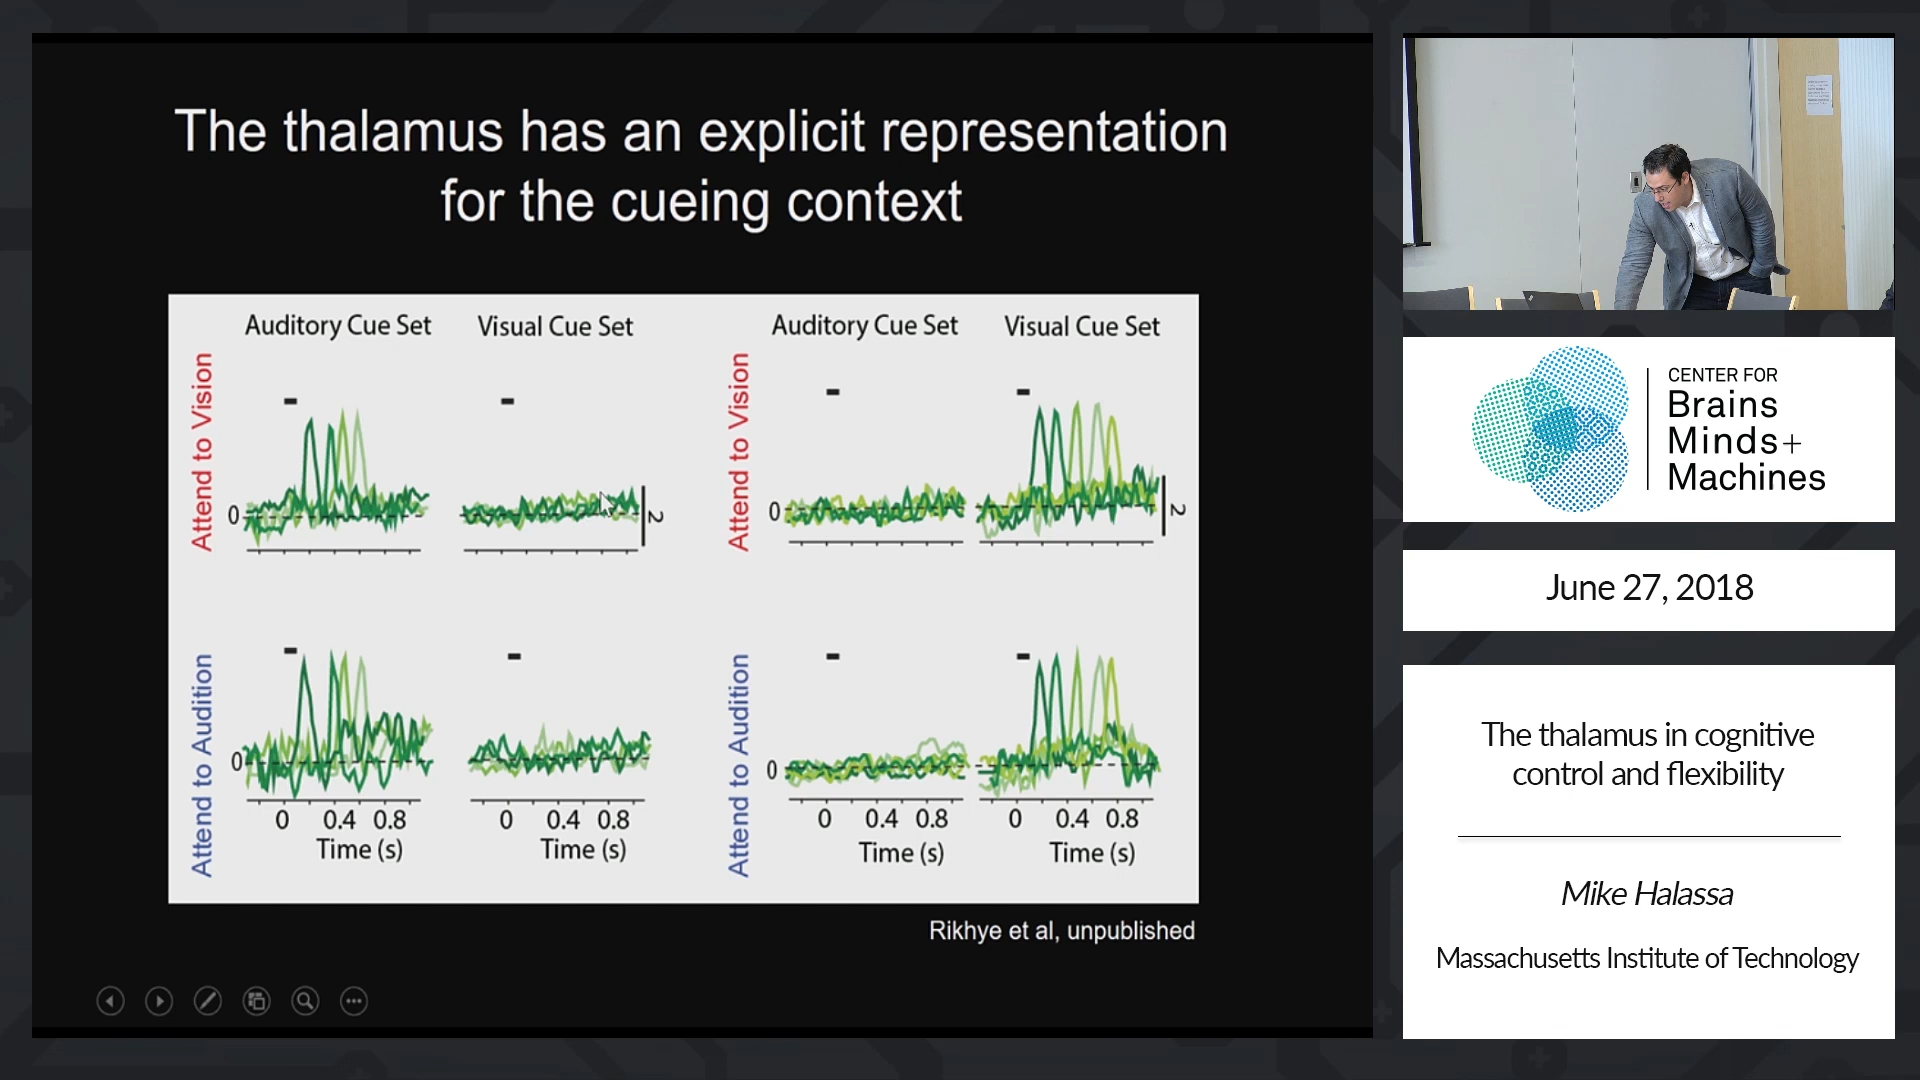 The thalamus has an explicit representation
for the cueing context
Auditory Cue Set
Visual Cue Set
Auditory Cue Set
Visual Cue Set
Attend to Vision
0
2
Attend to Vision
0
2
Attend to Audition
0
0 0.4 0.8
Time (s)
0 0.4 0.8
Time (s)
Attend to Audition
0
0 0.4 0.8
Time (s)
0 0.4 0.8
Time (s)
Rikhye et al, unpublished
CENTER FOR
Brains
Minds+
Machines
June 27, 2018
The thalamus in cognitive
control and flexibility
Mike Halassa
Massachusetts Institute of Technology